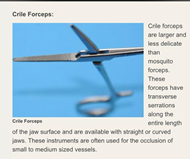 Crile Forceps:
Crile forceps
are larger and
less delicate
than
mosquito
forceps.
These
forceps have
transverse
serrations
along the
entire length
Crile Forceps
of the jaw surface and are available with straight or curved
jaws. These instruments are often used for the occlusion of
small to medium sized vessels.